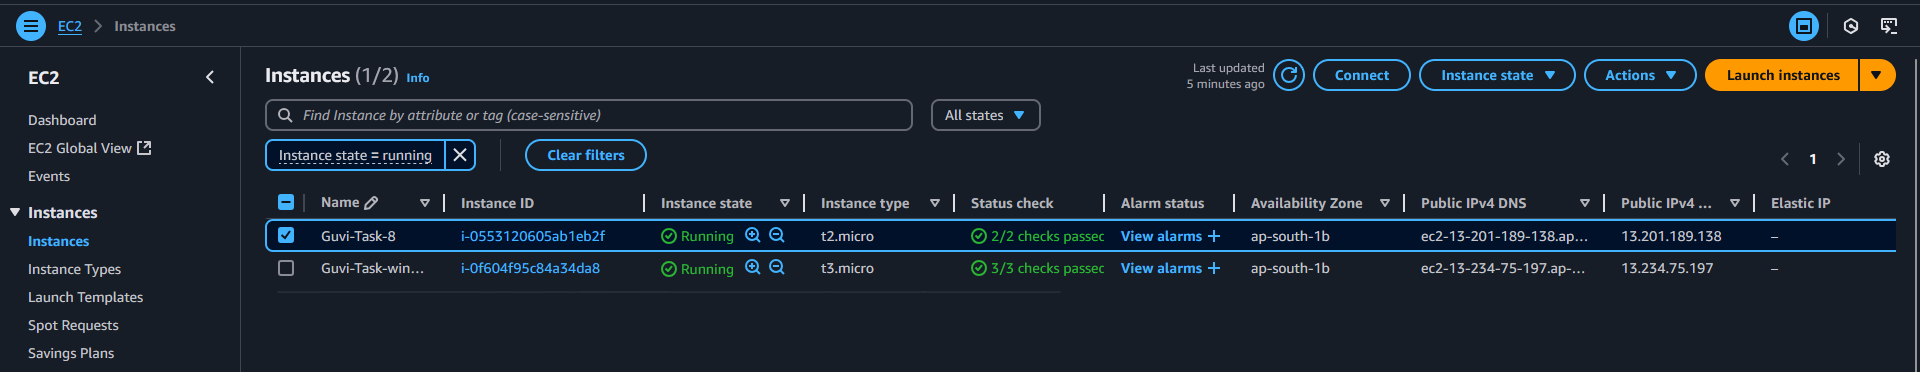 EC2 > Instances
EC2
Dashboard
EC2 Global View
Events
Instances
Instances
Instance Types
Launch Templates
Spot Requests
Savings Plans
Instances (1/2) Info
Last updated
5 minutes ago
Connect Instance state Actions Launch instances
Find Instance by attribute or tag (case-sensitive) All states
Instance state = running Clear filters
1
Name Instance ID Instance state Instance type Status check Alarm status Availability Zone Public IPv4 DNS Public IPv4 ... Elastic IP
Guvi-Task-8 i-0553120605ab1eb2f Running t2.micro 2/2 checks passec View alarms + ap-south-1b ec2-13-201-189-138.ap... 13.201.189.138 –
Guvi-Task-win... i-0f604f95c84a34da8 Running t3.micro 3/3 checks passec View alarms + ap-south-1b ec2-13-234-75-197.ap-... 13.234.75.197 –